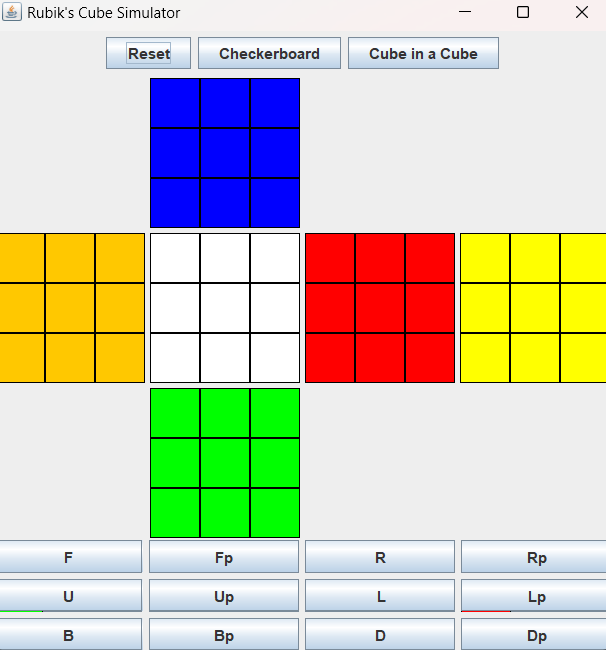 Rubik's Cube Simulator
Reset Checkerboard Cube in a Cube
F Fp R Rp
U Up L Lp
B Bp D Dp